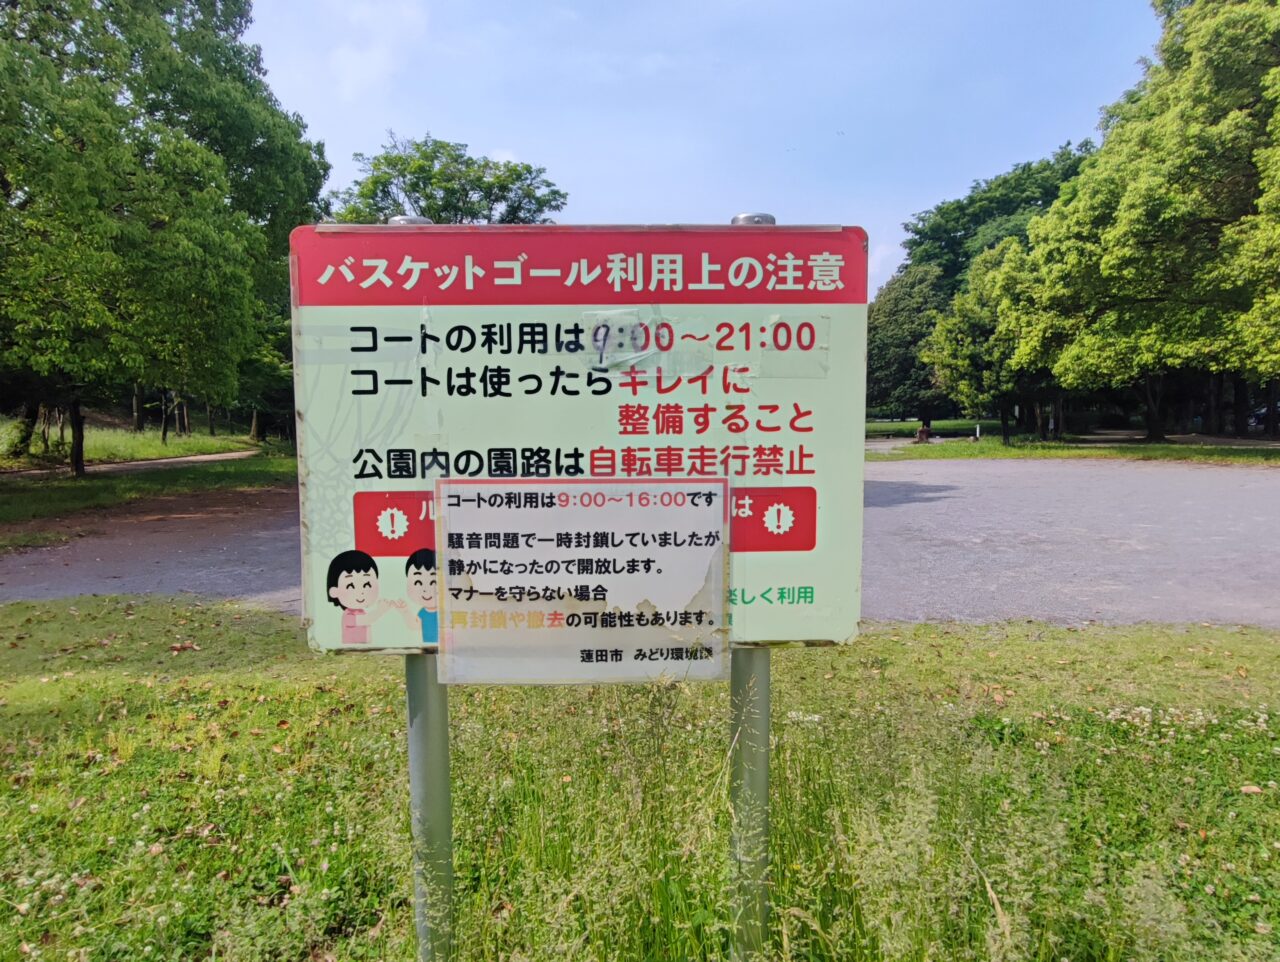 バスケットゴール利用上の注意
コートの利用は9:00〜21:00
コートは使ったらキレイに
整備すること
公園内の園路は自転車走行禁止
! ル は !
コートの利用は9:00〜16:00です
騒音問題で一時封鎖していましたが
静かになったので開放します。
マナーを守らない場合
再封鎖や撤去の可能性もあります。
楽しく利用
蓮田市 みどり環境課